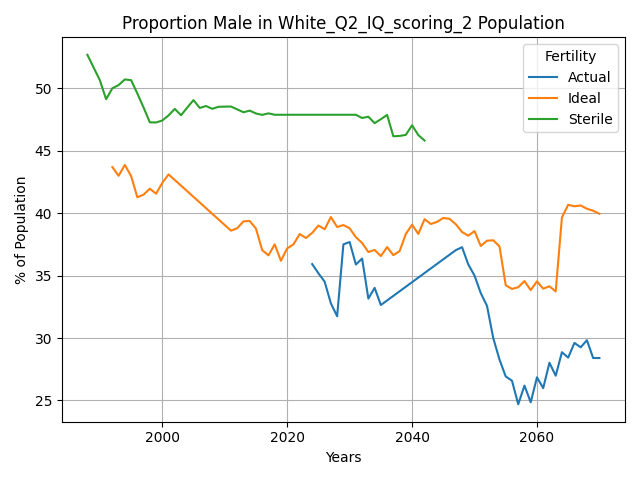 Proportion Male in White_Q2_IQ_scoring_2 Population
Fertility
Actual
Ideal
Sterile
% of Population
50
45
40
35
30
25
2000
2020
2040
2060
Years